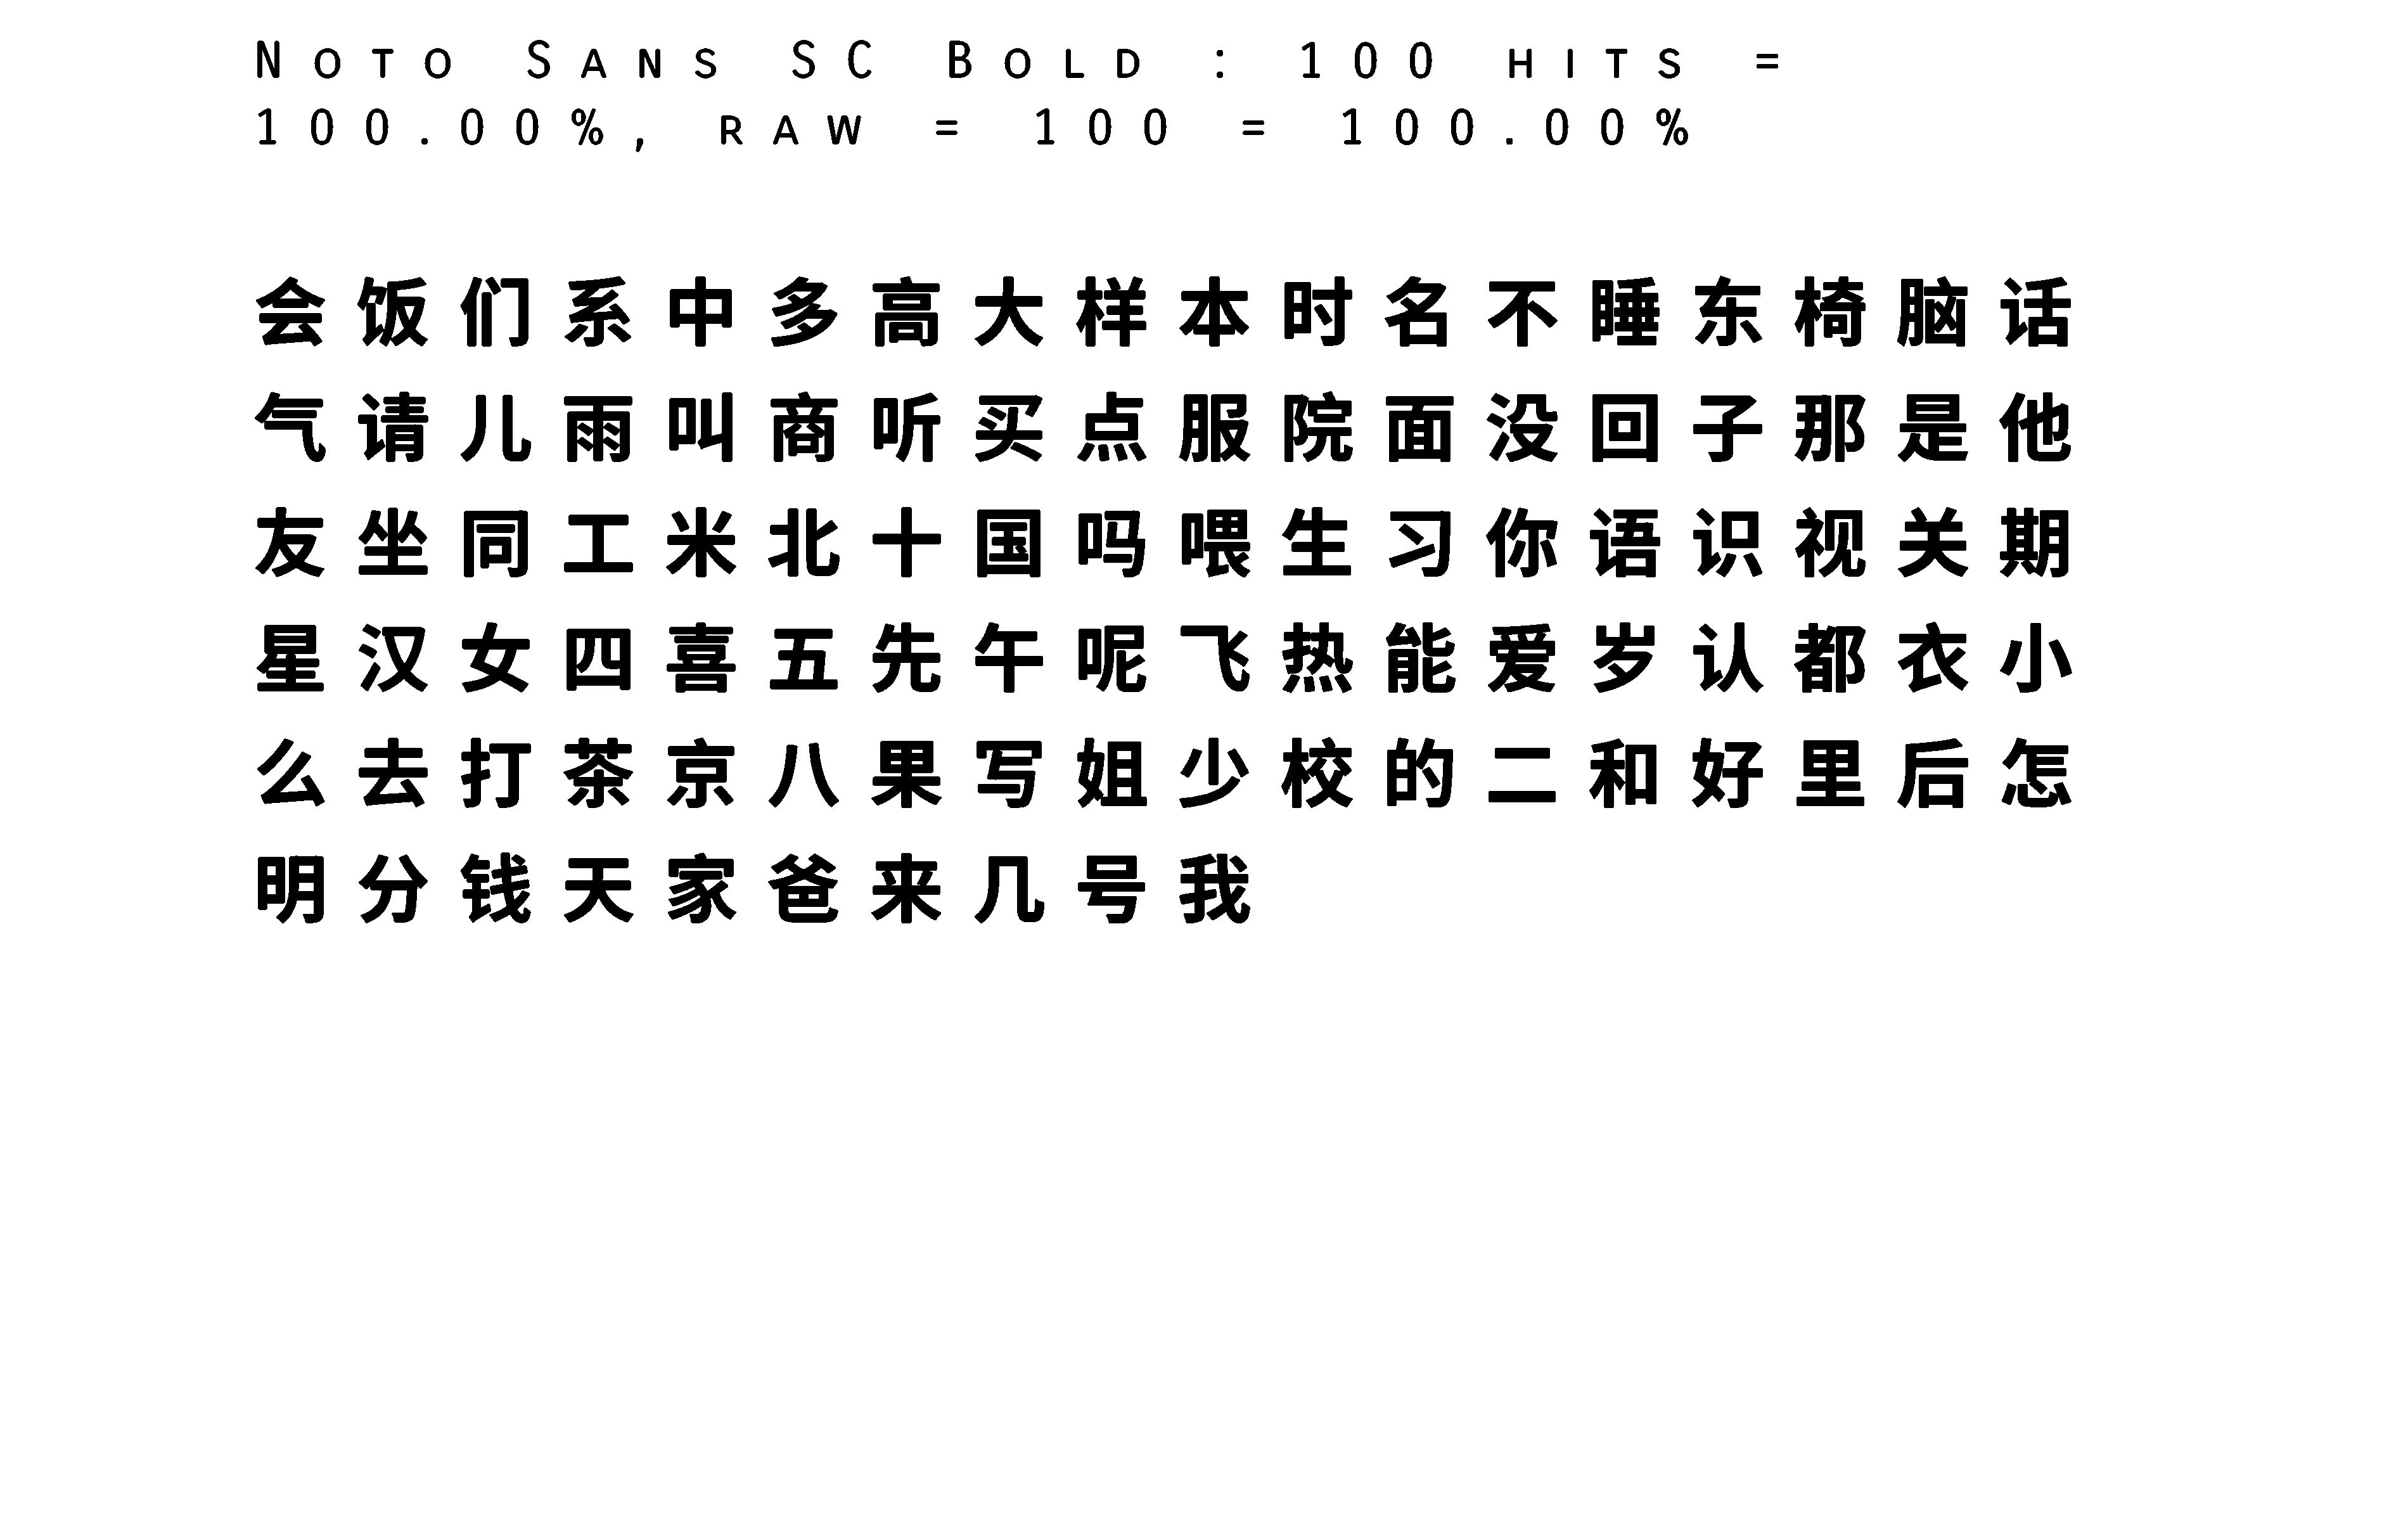 Noto Sans SC Bold : 100 hits =
100.00%, raw = 100 = 100.00%
会饭们系中多高大样本时名不睡东椅脑话
气请儿雨叫商听买点服院面没回子那是他
友坐同工米北十国吗喂生习你语识视关期
星汉女四喜五先午呢飞热能爱岁认都衣小
么去打茶京八果写姐少校的二和好里后怎
明分钱天家爸来几号我